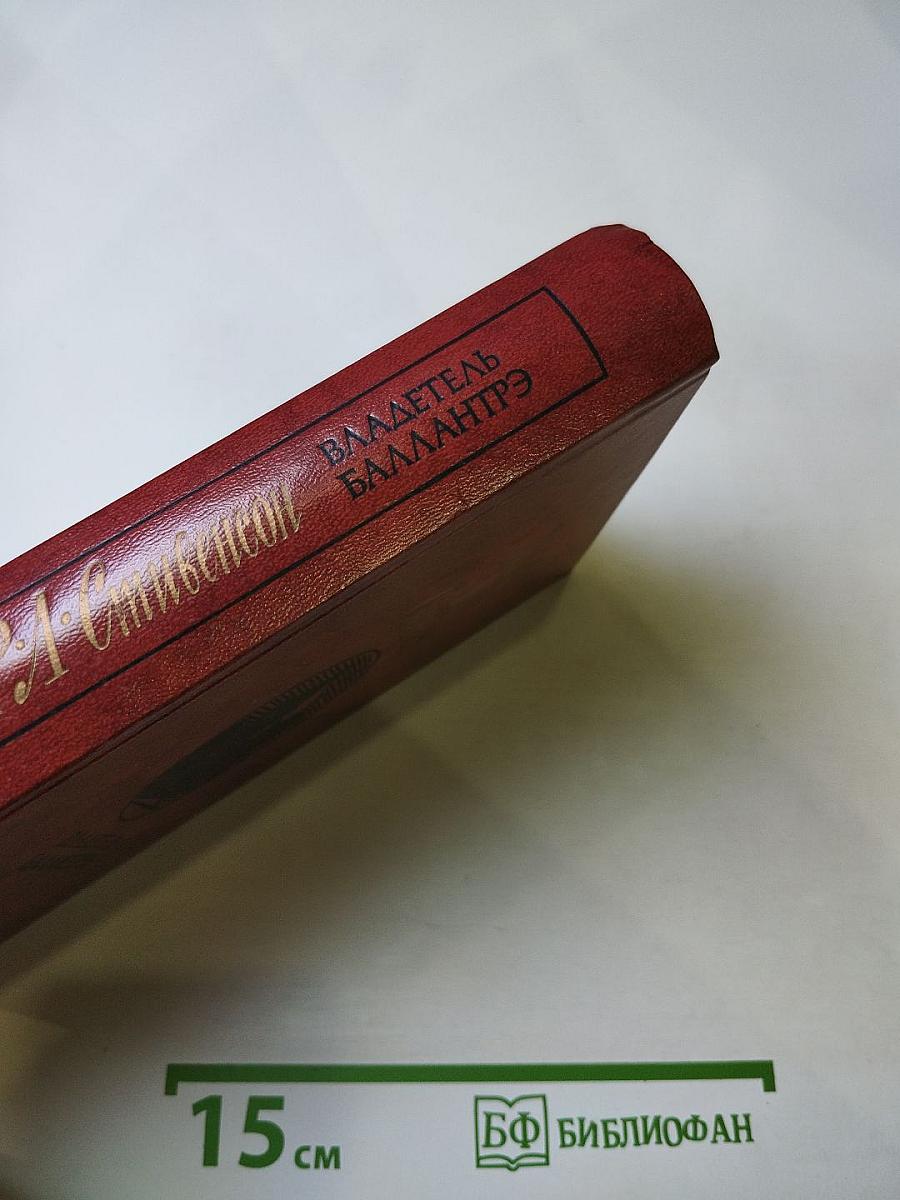 Р·Л·Стивенсон
ВЛАДЕТЕЛЬ
БАЛЛАНТРЭ
15 см
БФ БИБЛИОФАН